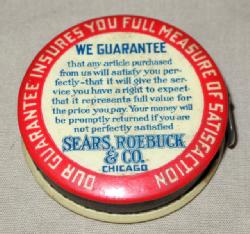 OUR GUARANTEE INSURES YOU FULL MEASURE OF SATISFACTION
WE GUARANTEE
that any article purchased
from us will satisfy you per-
fectly-that it will give the ser-
vice you have a right to expect-
that it represents full value for
the price you pay. Your money will
be promptly returned if you are
not perfectly satisfied
SEARS, ROEBUCK
& CO.
CHICAGO